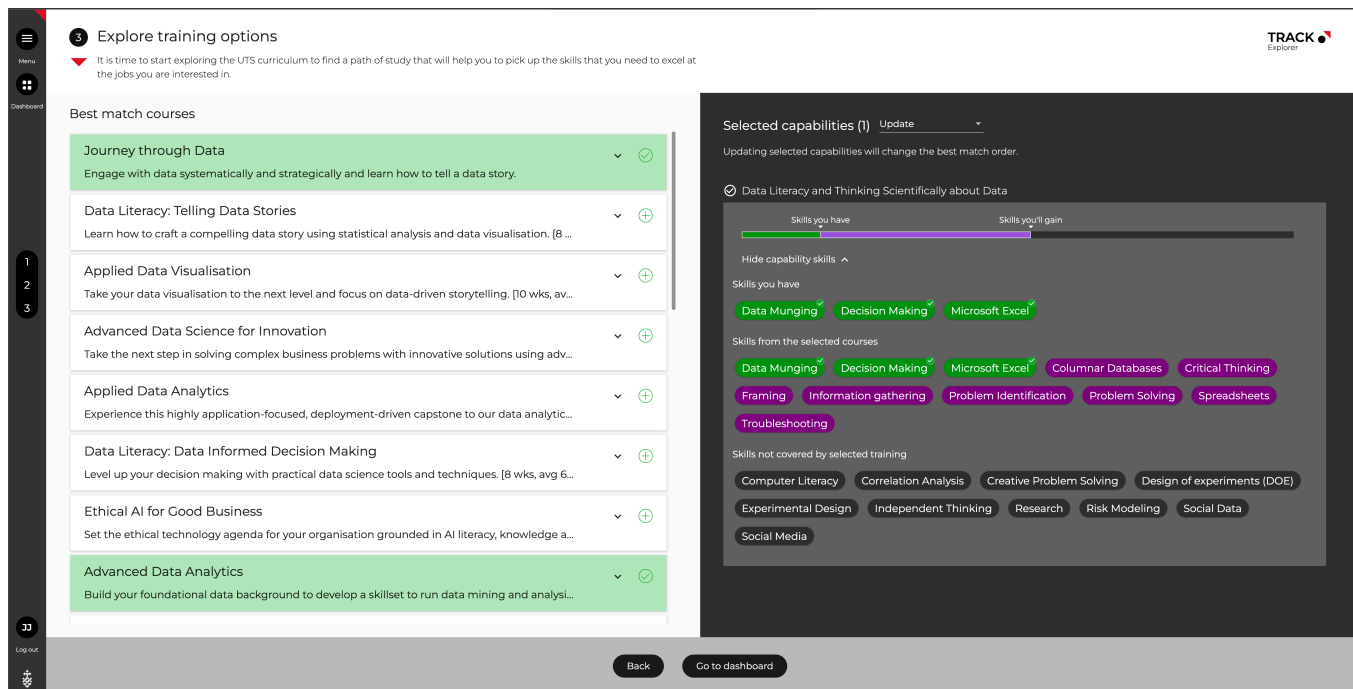 Menu
Dashboard
1
2
3
JJ
Log out
3 Explore training options
It is time to start exploring the UTS curriculum to find a path of study that will help you to pick up the skills that you need to excel at
the jobs you are interested in.
TRACK
Explorer
Best match courses
Journey through Data
Engage with data systematically and strategically and learn how to tell a data story.
Data Literacy: Telling Data Stories
Learn how to craft a compelling data story using statistical analysis and data visualisation. [8 ...
Applied Data Visualisation
Take your data visualisation to the next level and focus on data-driven storytelling. [10 wks, av...
Advanced Data Science for Innovation
Take the next step in solving complex business problems with innovative solutions using adv...
Applied Data Analytics
Experience this highly application-focused, deployment-driven capstone to our data analytic...
Data Literacy: Data Informed Decision Making
Level up your decision making with practical data science tools and techniques. [8 wks, avg 6...
Ethical AI for Good Business
Set the ethical technology agenda for your organisation grounded in AI literacy, knowledge a...
Advanced Data Analytics
Build your foundational data background to develop a skillset to run data mining and analysi...
Selected capabilities (1) Update
Updating selected capabilities will change the best match order.
Data Literacy and Thinking Scientifically about Data
Skills you have Skills you'll gain
Hide capability skills
Skills you have
Data Munging Decision Making Microsoft Excel
Skills from the selected courses
Data Munging Decision Making Microsoft Excel Columnar Databases Critical Thinking
Framing Information gathering Problem Identification Problem Solving Spreadsheets
Troubleshooting
Skills not covered by selected training
Computer Literacy Correlation Analysis Creative Problem Solving Design of experiments (DOE)
Experimental Design Independent Thinking Research Risk Modeling Social Data
Social Media
Back Go to dashboard